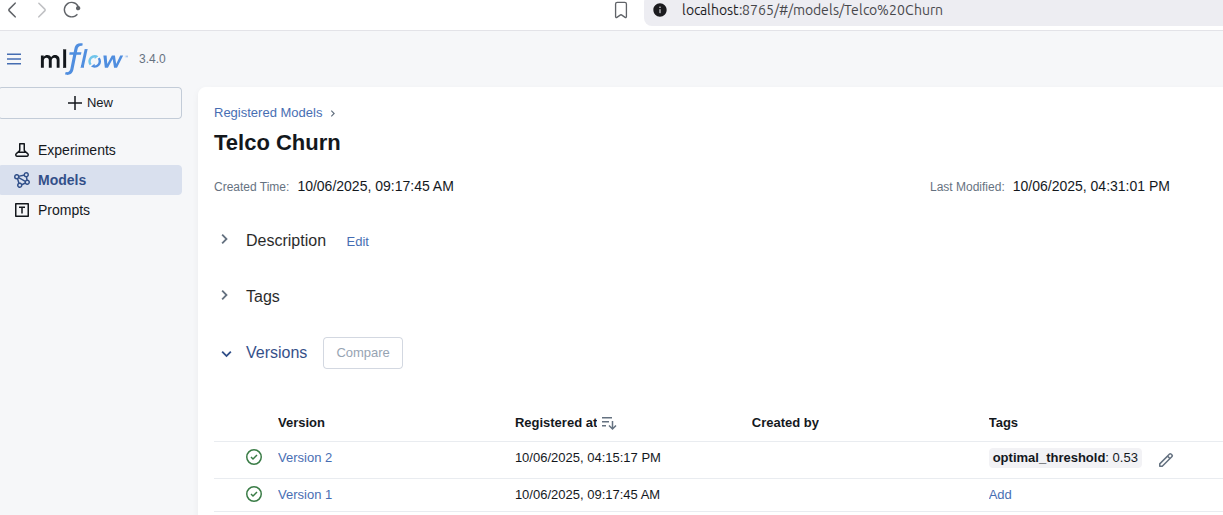 localhost:8765/#/models/Telco%20Churn
mlflow 3.4.0
New
Registered Models ›
Telco Churn
Experiments
Models
Prompts
Created Time: 10/06/2025, 09:17:45 AM
Last Modified: 10/06/2025, 04:31:01 PM
Description Edit
Tags
Versions Compare
Version Registered at Created by Tags
Version 2 10/06/2025, 04:15:17 PM optimal_threshold: 0.53
Version 1 10/06/2025, 09:17:45 AM Add